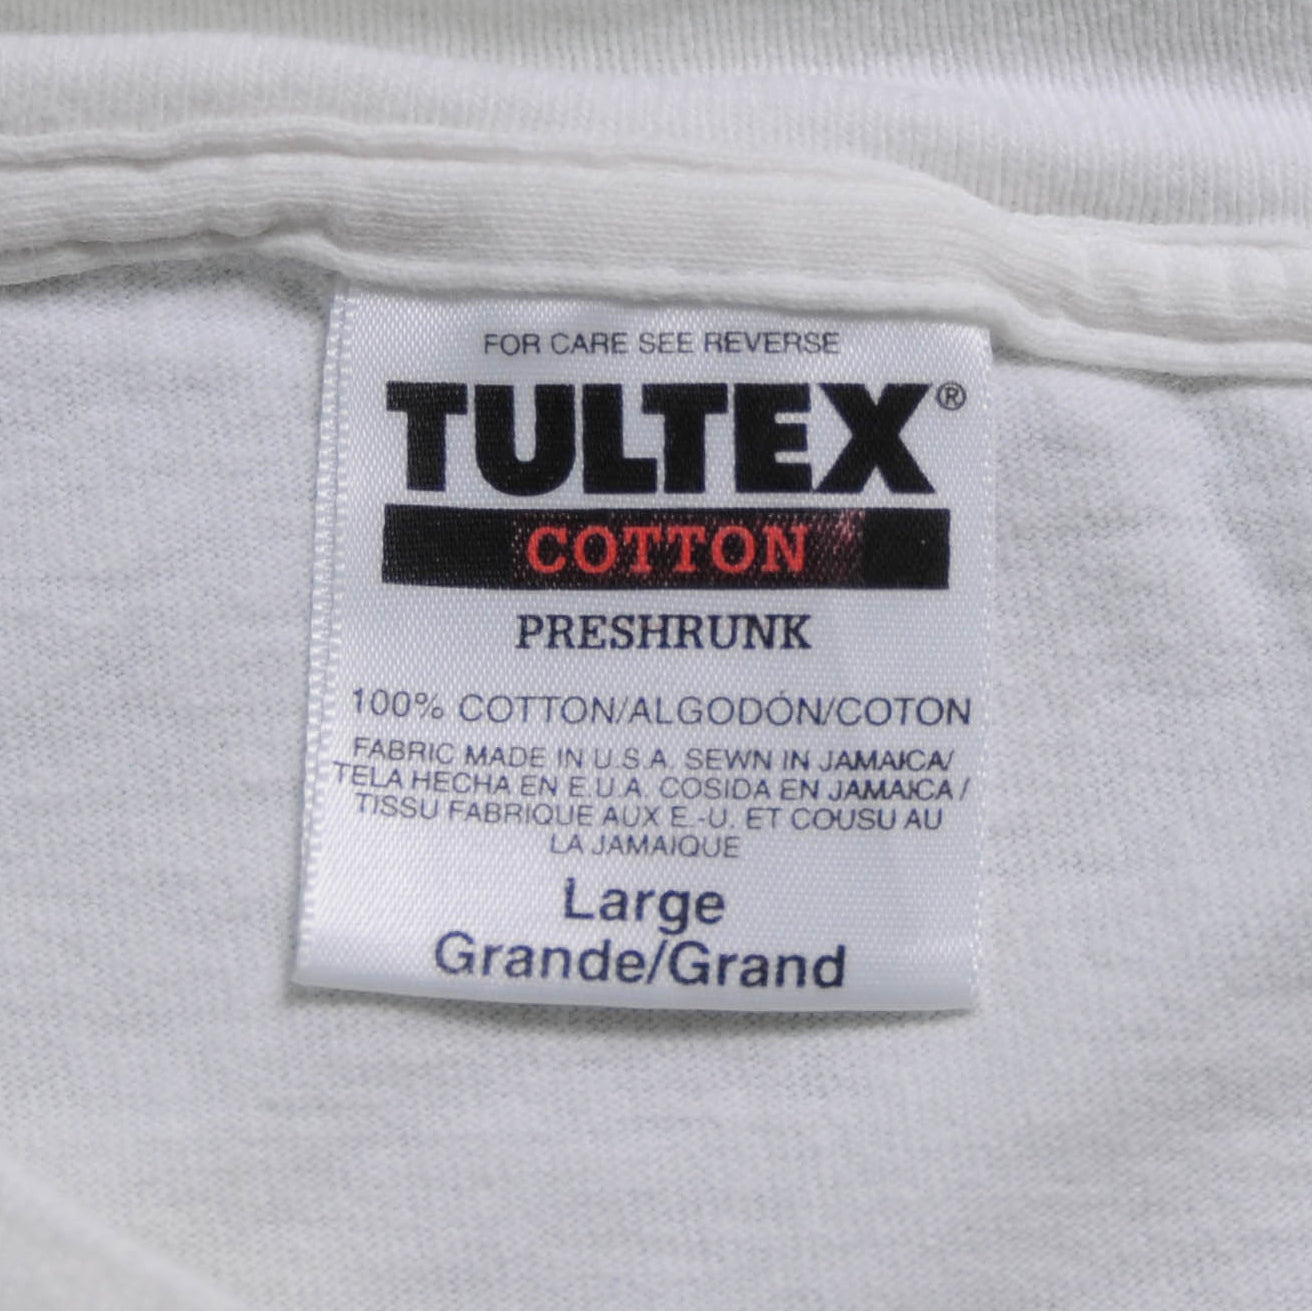 FOR CARE SEE REVERSE
TULTEX®
COTTON
PRESHRUNK
100% COTTON/ALGODÓN/COTON
FABRIC MADE IN U.S.A. SEWN IN JAMAICA/
TELA HECHA EN E.U.A. COSIDA EN JAMAICA/
TISSU FABRIQUE AUX E.-U. ET COUSU AU
LA JAMAIQUE
Large
Grande/Grand